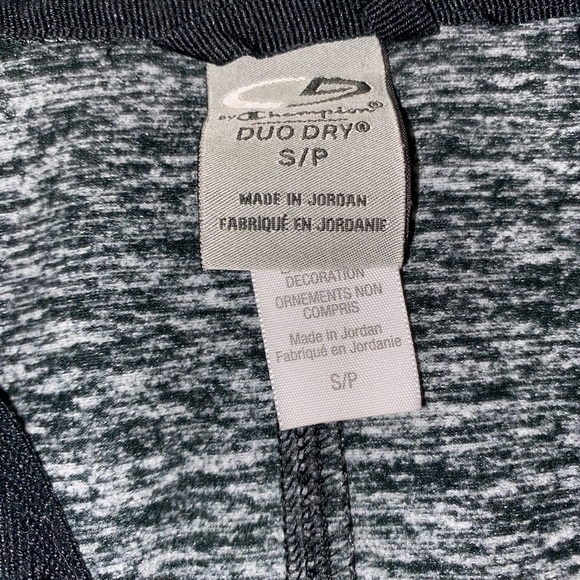 by Champion®
DUO DRY®
S/P
MADE IN JORDAN
FABRIQUÉ EN JORDANIE
DECORATION
ORNEMENTS NON
COMPRIS
Made in Jordan
Fabriqué en Jordanie
S/P